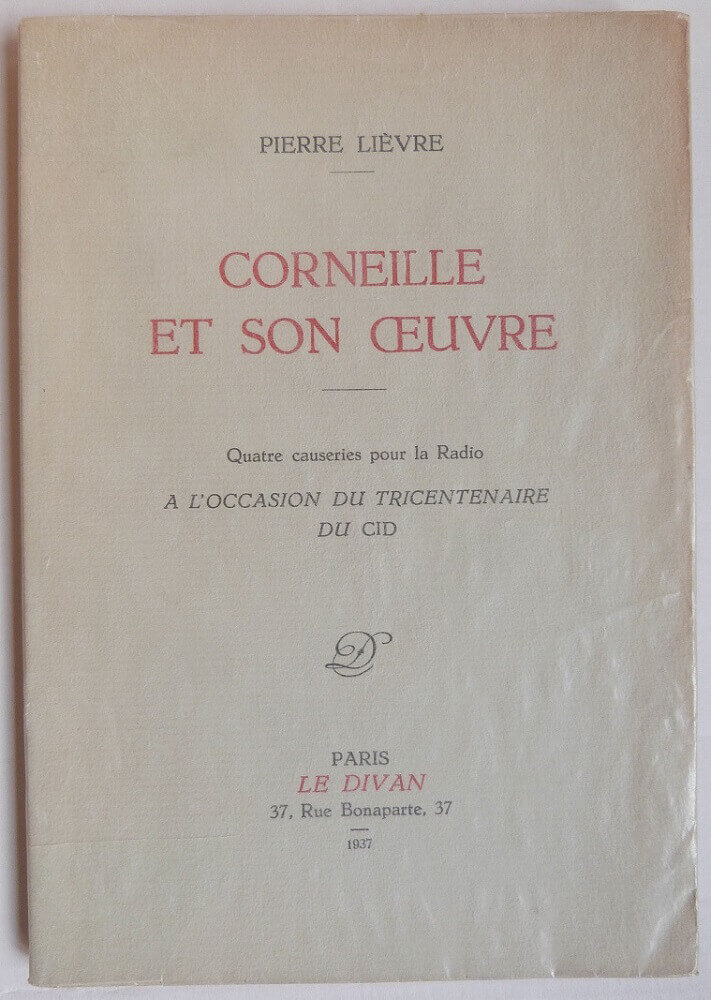 PIERRE LIÈVRE
CORNEILLE
ET SON ŒUVRE
Quatre causeries pour la Radio
A L'OCCASION DU TRICENTENAIRE
DU CID
D
PARIS
LE DIVAN
37, Rue Bonaparte, 37
1937